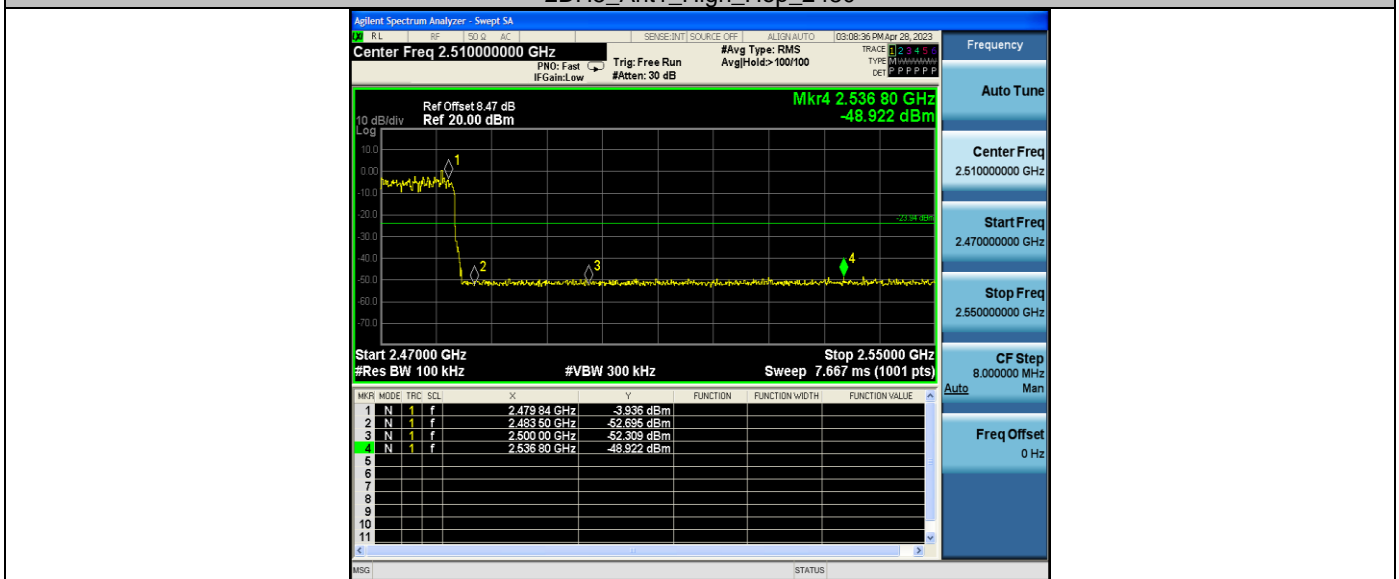 Agilent Spectrum Analyzer - Swept SA
RL RF 50 Ω AC SENSE:INT SOURCE OFF ALIGN AUTO 03:08:36 PM Apr 28, 2023
Center Freq 2.510000000 GHz
PNO: Fast
IFGain:Low
Trig: Free Run
#Atten: 30 dB
#Avg Type: RMS
Avg|Hold:>100/100
TRACE 1 2 3 4 5 6
TYPE MWWWWW
DET P P P P P P
Ref Offset 8.47 dB
10 dB/div Ref 20.00 dBm
Log
Mkr4 2.536 80 GHz
-48.922 dBm
10.0
0.00
-10.0
-20.0
-30.0
-40.0
-50.0
-60.0
-70.0
1
2
3
4
-23.94 dBm
Start 2.47000 GHz Stop 2.55000 GHz
#Res BW 100 kHz #VBW 300 kHz Sweep 7.667 ms (1001 pts)
MKR MODE TRC SCL X Y FUNCTION FUNCTION WIDTH FUNCTION VALUE
1 N 1 f 2.479 84 GHz -3.936 dBm
2 N 1 f 2.483 50 GHz -52.695 dBm
3 N 1 f 2.500 00 GHz -52.309 dBm
4 N 1 f 2.536 80 GHz -48.922 dBm
5
6
7
8
9
10
11
MSG STATUS
Frequency
Auto Tune
Center Freq
2.510000000 GHz
Start Freq
2.470000000 GHz
Stop Freq
2.550000000 GHz
CF Step
8.000000 MHz
Auto Man
Freq Offset
0 Hz